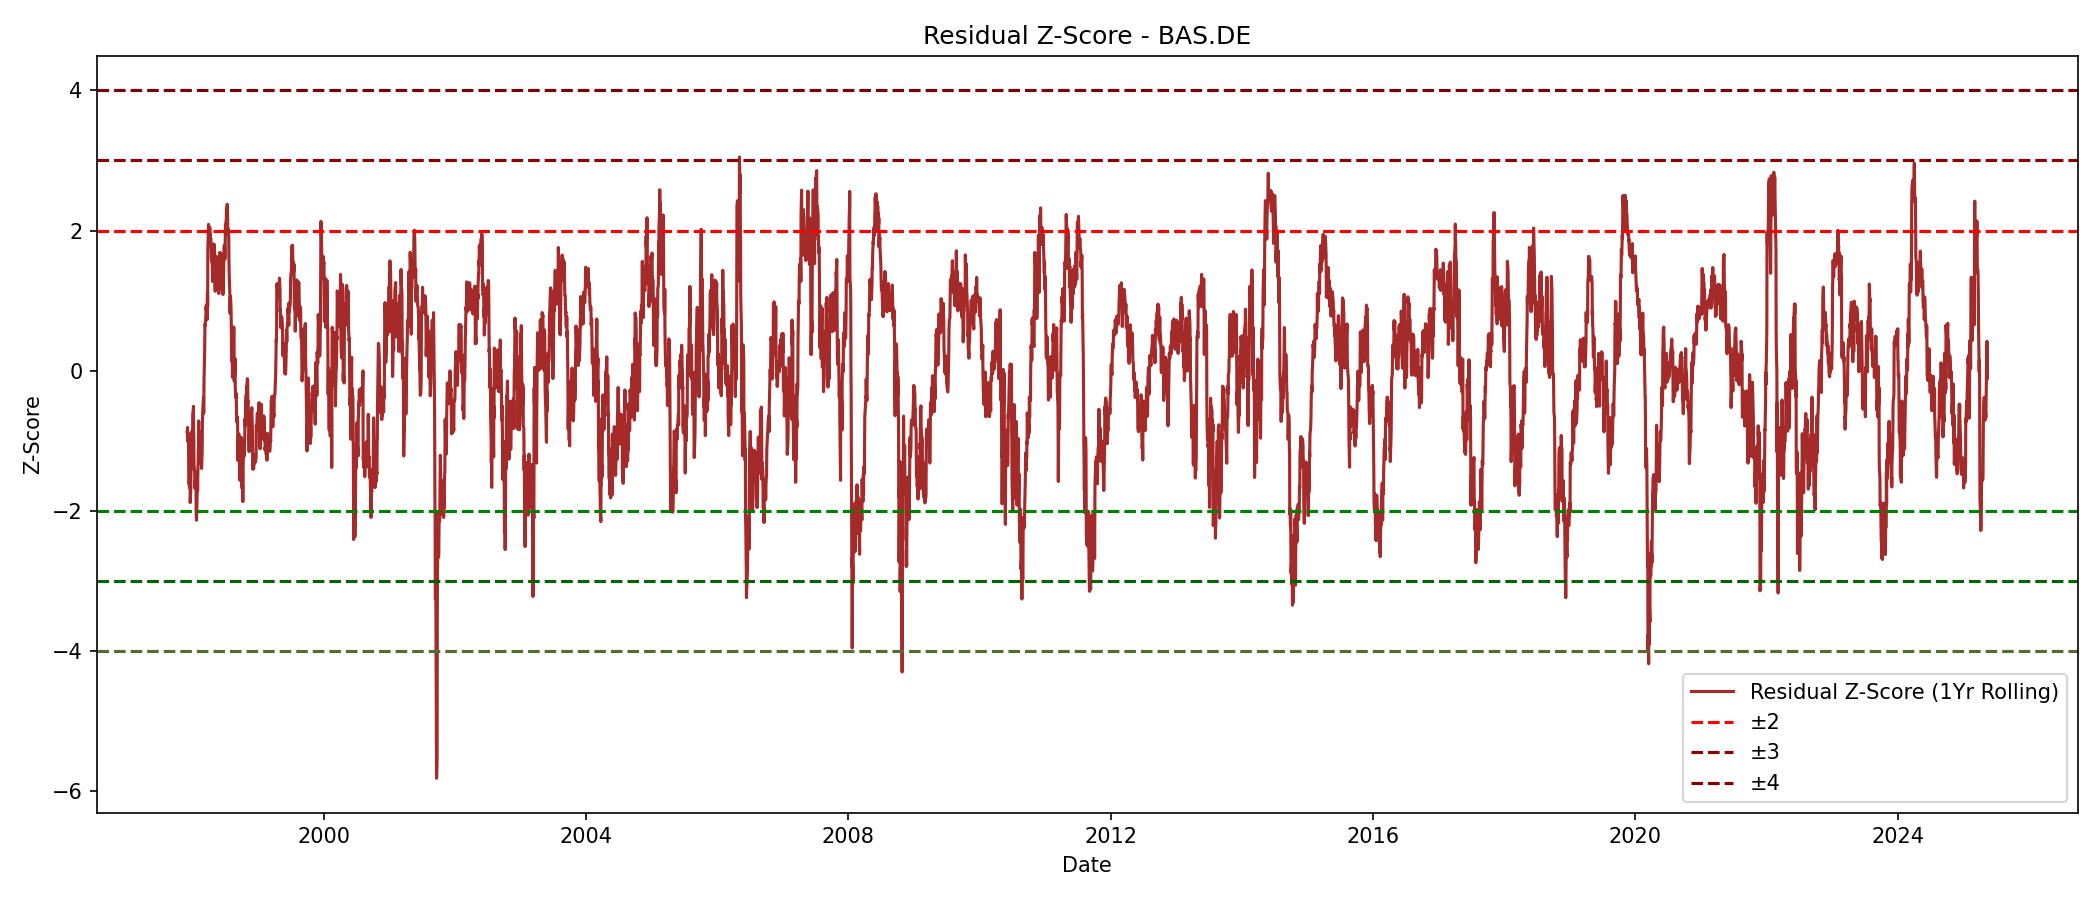 Residual Z-Score - BAS.DE
Z-Score
4
2
0
−2
−4
−6
2000 2004 2008 2012 2016 2020 2024
Date
Residual Z-Score (1Yr Rolling)
±2
±3
±4